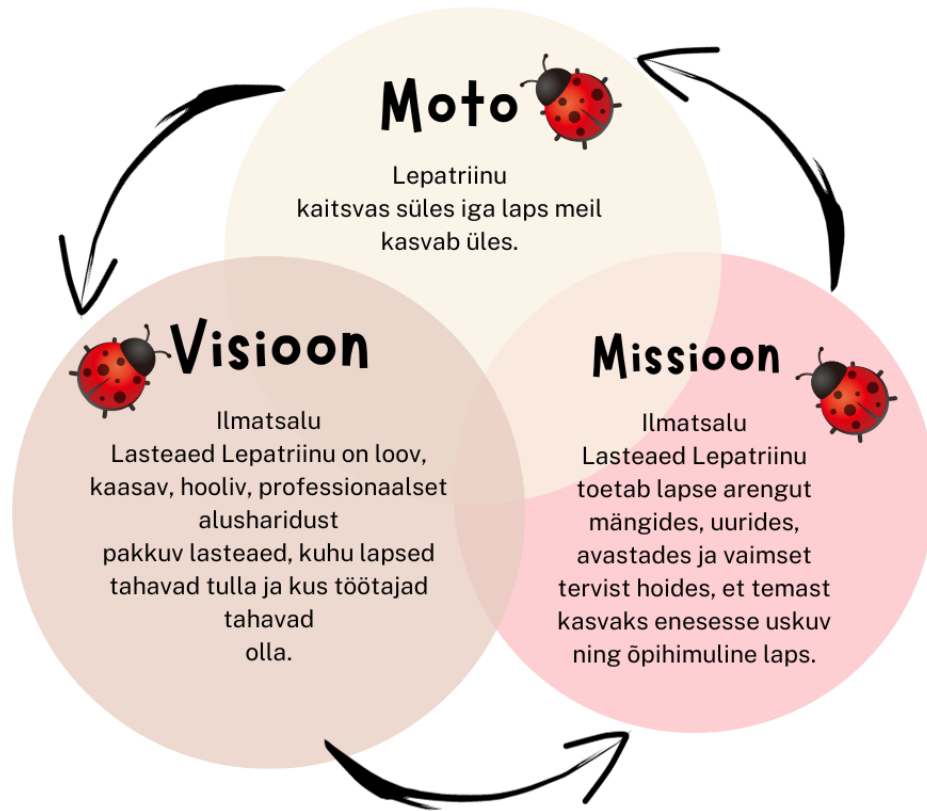 Moto
Lepatriinu
kaitsvas süles iga laps meil
kasvab üles.
Visioon
Ilmatsalu
Lasteaed Lepatriinu on loov,
kaasav, hooliv, professionaalset
alusharidust
pakkuv lasteaed, kuhu lapsed
tahavad tulla ja kus töötajad
tahavad
olla.
Missioon
Ilmatsalu
Lasteaed Lepatriinu
toetab lapse arengut
mängides, uurides,
avastades ja vaimset
tervist hoides, et temast
kasvaks enesesse uskuv
ning õpihimuline laps.